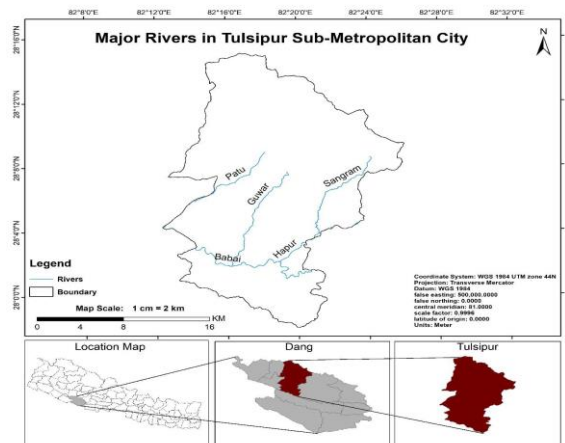 82°8'0"E 82°12'0"E 82°16'0"E 82°20'0"E 82°24'0"E 82°28'0"E 82°32'0"E
Major Rivers in Tulsipur Sub-Metropolitan City
N
28°16'0"N
28°12'0"N
28°8'0"N
28°4'0"N
28°0'0"N
Patu
Guwar
Sangram
Babai
Hapur
Legend
Rivers
Boundary
Map Scale: 1 cm = 2 km
0 4 8 16 KM
Coordinate System: WGS 1984 UTM zone 44N
Projection: Transverse Mercator
Datum: WGS 1984
false easting: 500,000.0000
false northing: 0.0000
central meridian: 81.0000
scale factor: 0.9996
latitude of origin: 0.0000
Units: Meter
Location Map
Dang
Tulsipur